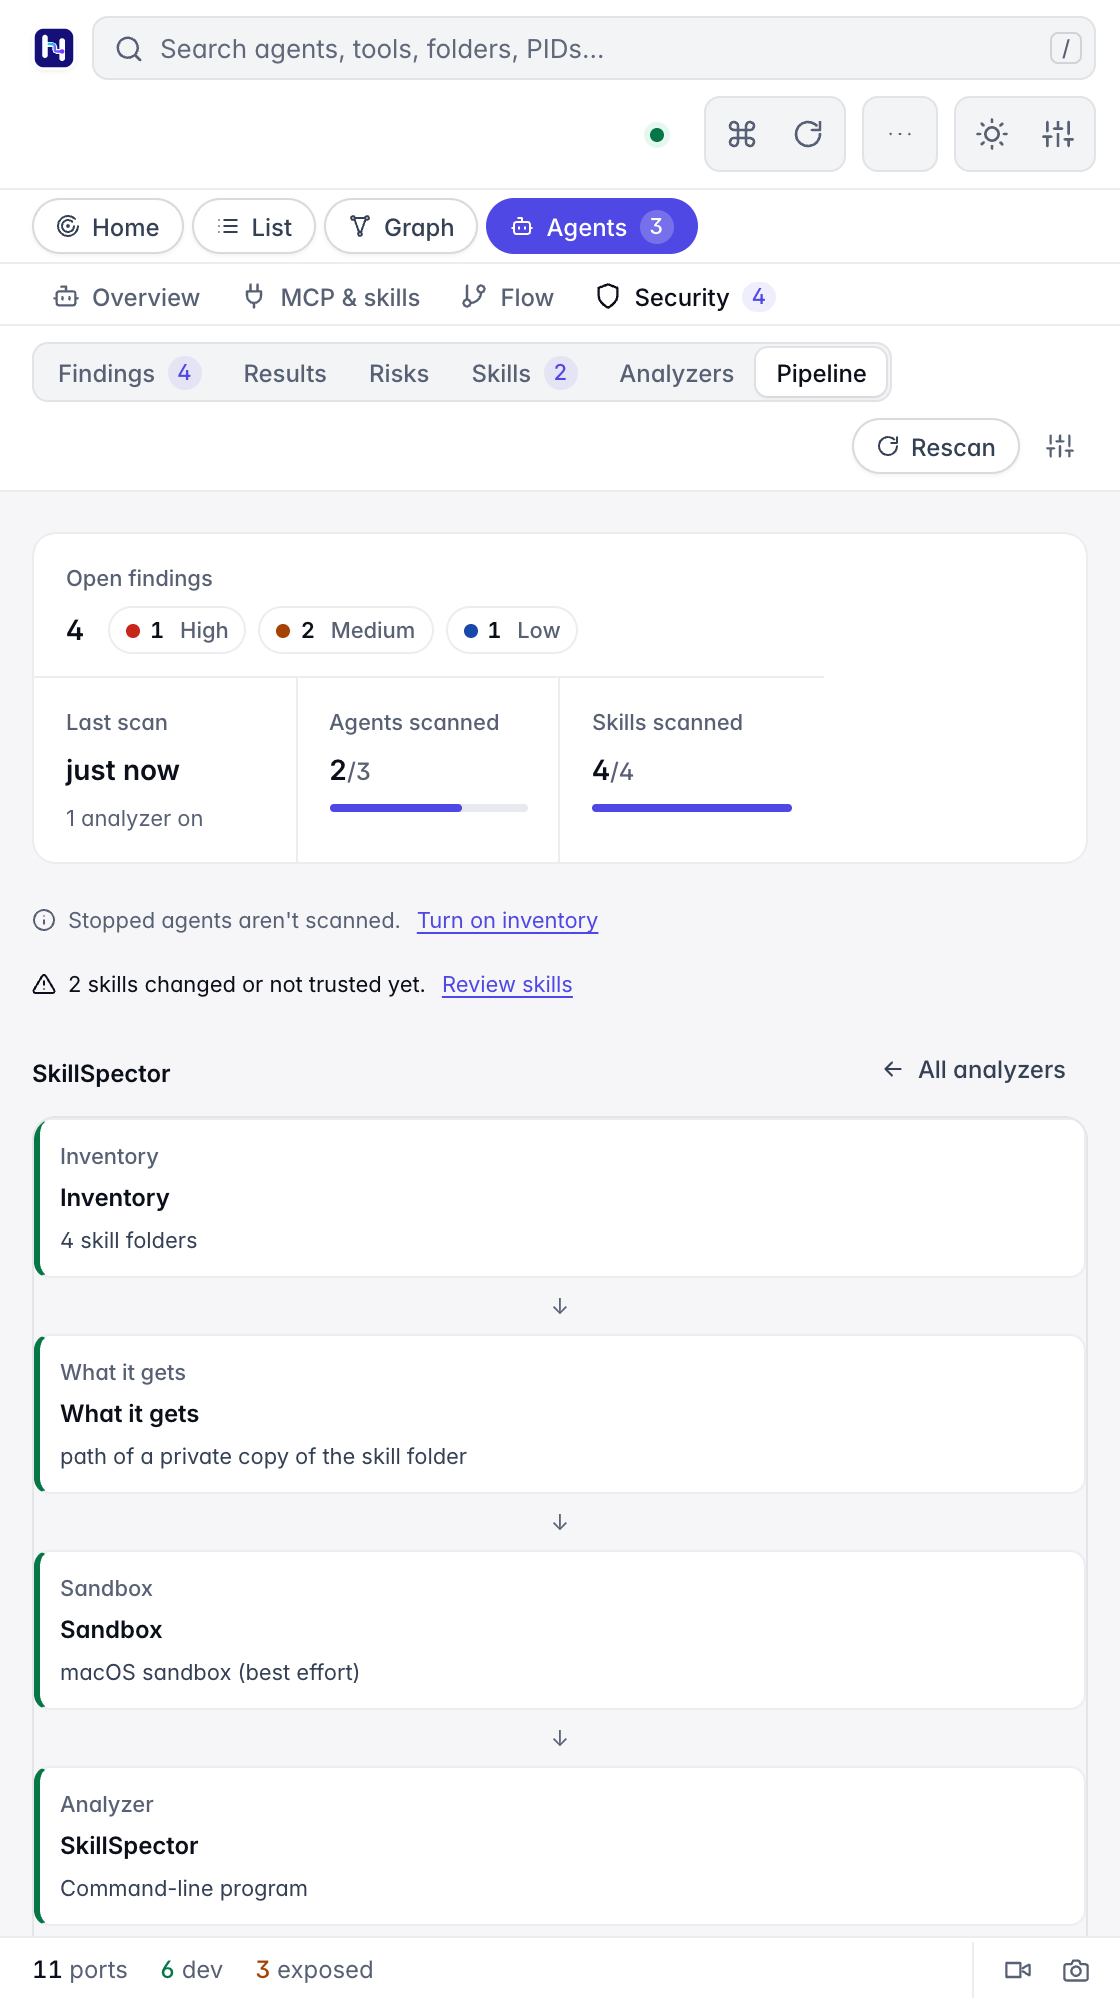 Search agents, tools, folders, PIDs...
/
...
Home
List
Graph
Agents 3
Overview
MCP & skills
Flow
Security 4
Findings 4
Results
Risks
Skills 2
Analyzers
Pipeline
Rescan
Open findings
4
1 High
2 Medium
1 Low
Last scan
just now
1 analyzer on
Agents scanned
2/3
Skills scanned
4/4
Stopped agents aren't scanned. Turn on inventory
2 skills changed or not trusted yet. Review skills
SkillSpector
← All analyzers
Inventory
Inventory
4 skill folders
↓
What it gets
What it gets
path of a private copy of the skill folder
↓
Sandbox
Sandbox
macOS sandbox (best effort)
↓
Analyzer
SkillSpector
Command-line program
11 ports
6 dev
3 exposed